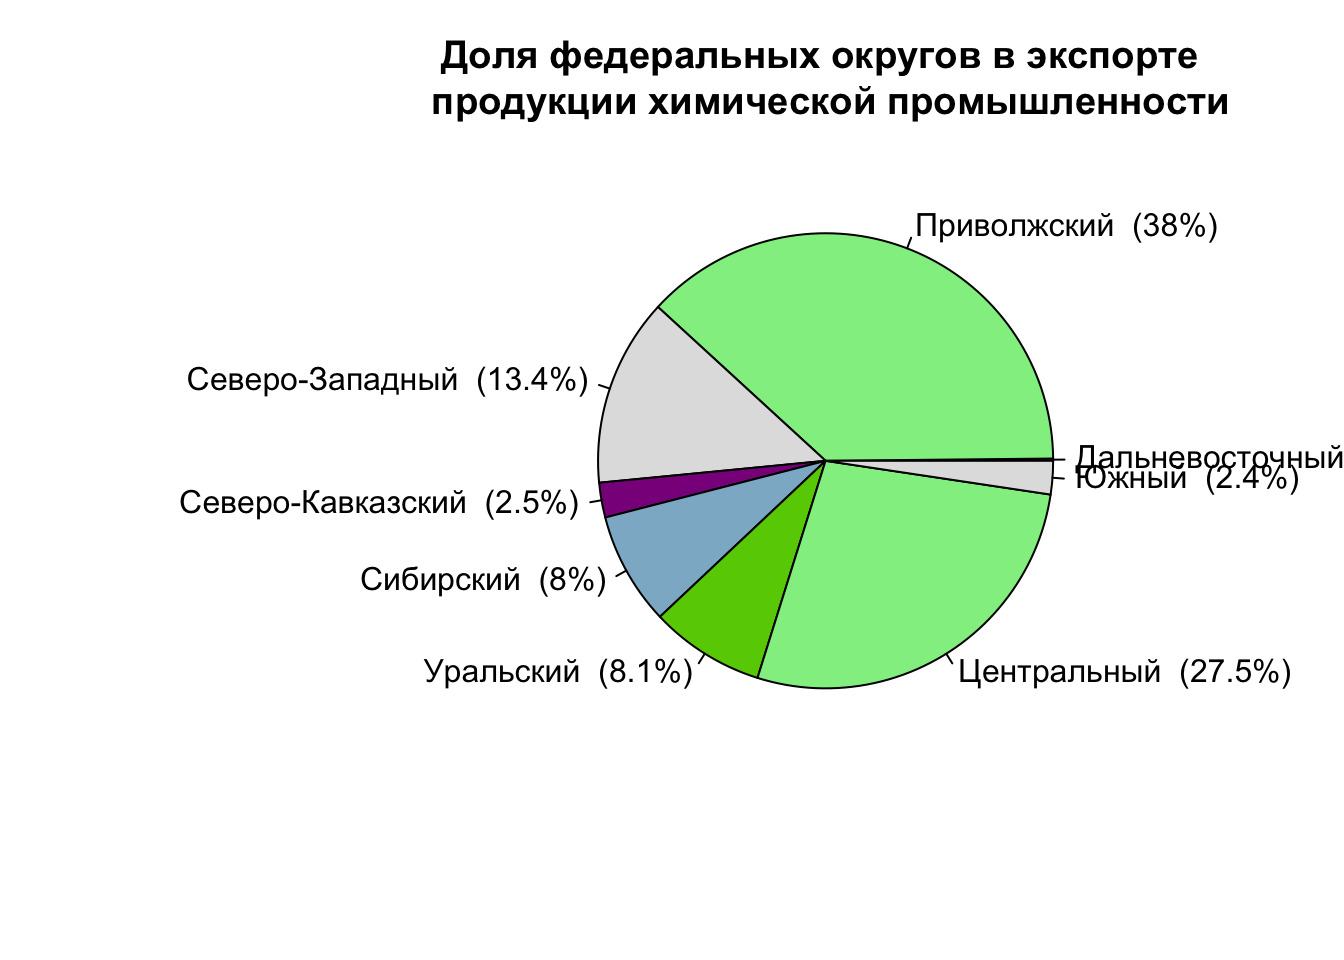 Доля федеральных округов в экспорте
продукции химической промышленности
Приволжский (38%)
Северо-Западный (13.4%)
Дальневосточный
Южный (2.4%)
Северо-Кавказский (2.5%)
Сибирский (8%)
Уральский (8.1%)
Центральный (27.5%)